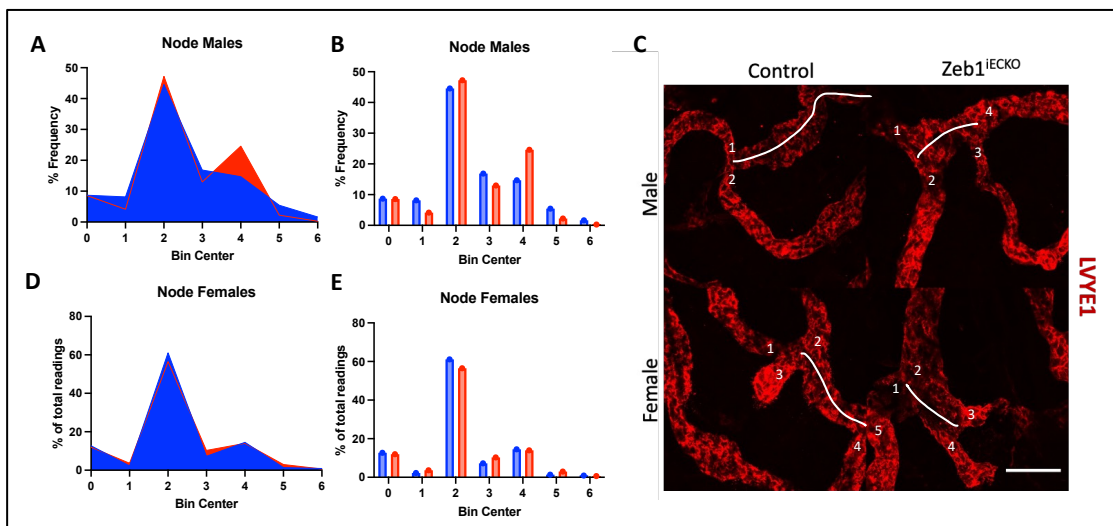 A
Node Males
% Frequency
50
40
30
20
10
0
0 1 2 3 4 5 6
Bin Center
B
Node Males
% Frequency
50
40
30
20
10
0
0 1 2 3 4 5 6
Bin Center
C
Control
Zeb1iECKO
Male
Female
1
2
1
2
3
4
1
2
3
4
5
1
2
3
4
LVYE1
D
Node Females
% of total readings
80
60
40
20
0
0 1 2 3 4 5 6
Bin Center
E
Node Females
% of total readings
80
60
40
20
0
0 1 2 3 4 5 6
Bin Center